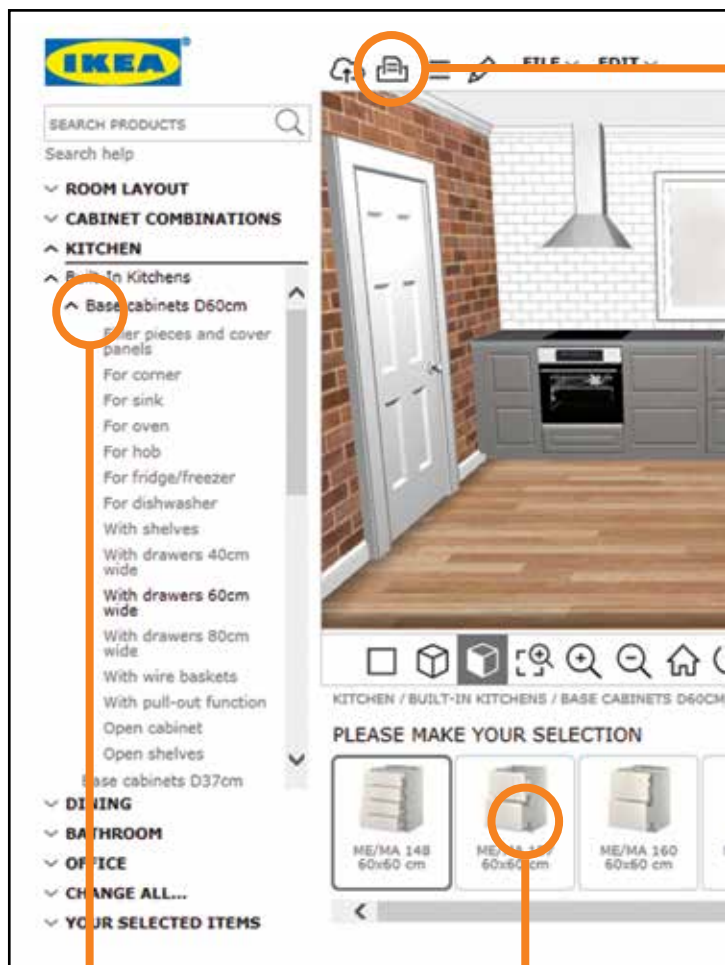 IKEA
FILE EDIT
SEARCH PRODUCTS
Search help
ROOM LAYOUT
CABINET COMBINATIONS
KITCHEN
Built-In Kitchens
Base cabinets D60cm
Filler pieces and cover
panels
For corner
For sink
For oven
For hob
For fridge/freezer
For dishwasher
With shelves
With drawers 40cm
wide
With drawers 60cm
wide
With drawers 80cm
wide
With wire baskets
With pull-out function
Open cabinet
Open shelves
Base cabinets D37cm
DINING
BATHROOM
OFFICE
CHANGE ALL...
YOUR SELECTED ITEMS
KITCHEN / BUILT-IN KITCHENS / BASE CABINETS D60CM
PLEASE MAKE YOUR SELECTION
ME/MA 148
60x60 cm
ME/MA
60x60 cm
ME/MA 160
60x60 cm